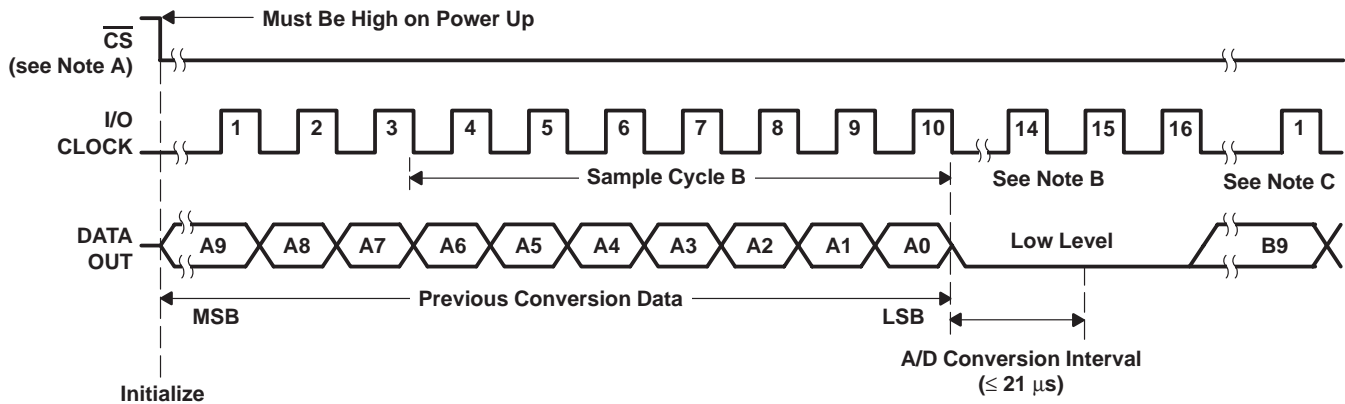 Must Be High on Power Up
CS
(see Note A)
I/O
CLOCK
1 2 3 4 5 6 7 8 9 10 14 15 16 1
Sample Cycle B
See Note B
See Note C
DATA
OUT
A9 A8 A7 A6 A5 A4 A3 A2 A1 A0
Low Level
B9
Previous Conversion Data
MSB
LSB
A/D Conversion Interval
(≤ 21 μs)
Initialize